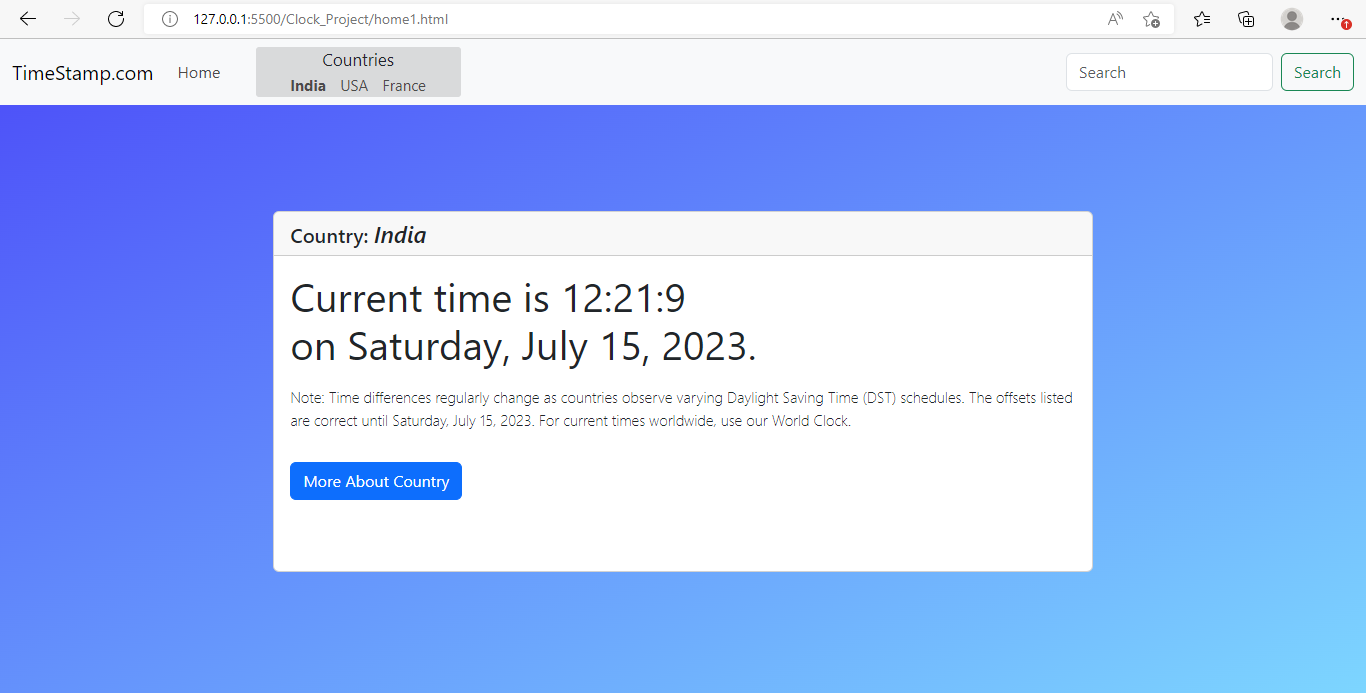 127.0.0.1:5500/Clock_Project/home1.html
TimeStamp.com Home Countries Search Search
India USA France
Country: India
Current time is 12:21:9
on Saturday, July 15, 2023.
Note: Time differences regularly change as countries observe varying Daylight Saving Time (DST) schedules. The offsets listed
are correct until Saturday, July 15, 2023. For current times worldwide, use our World Clock.
More About Country